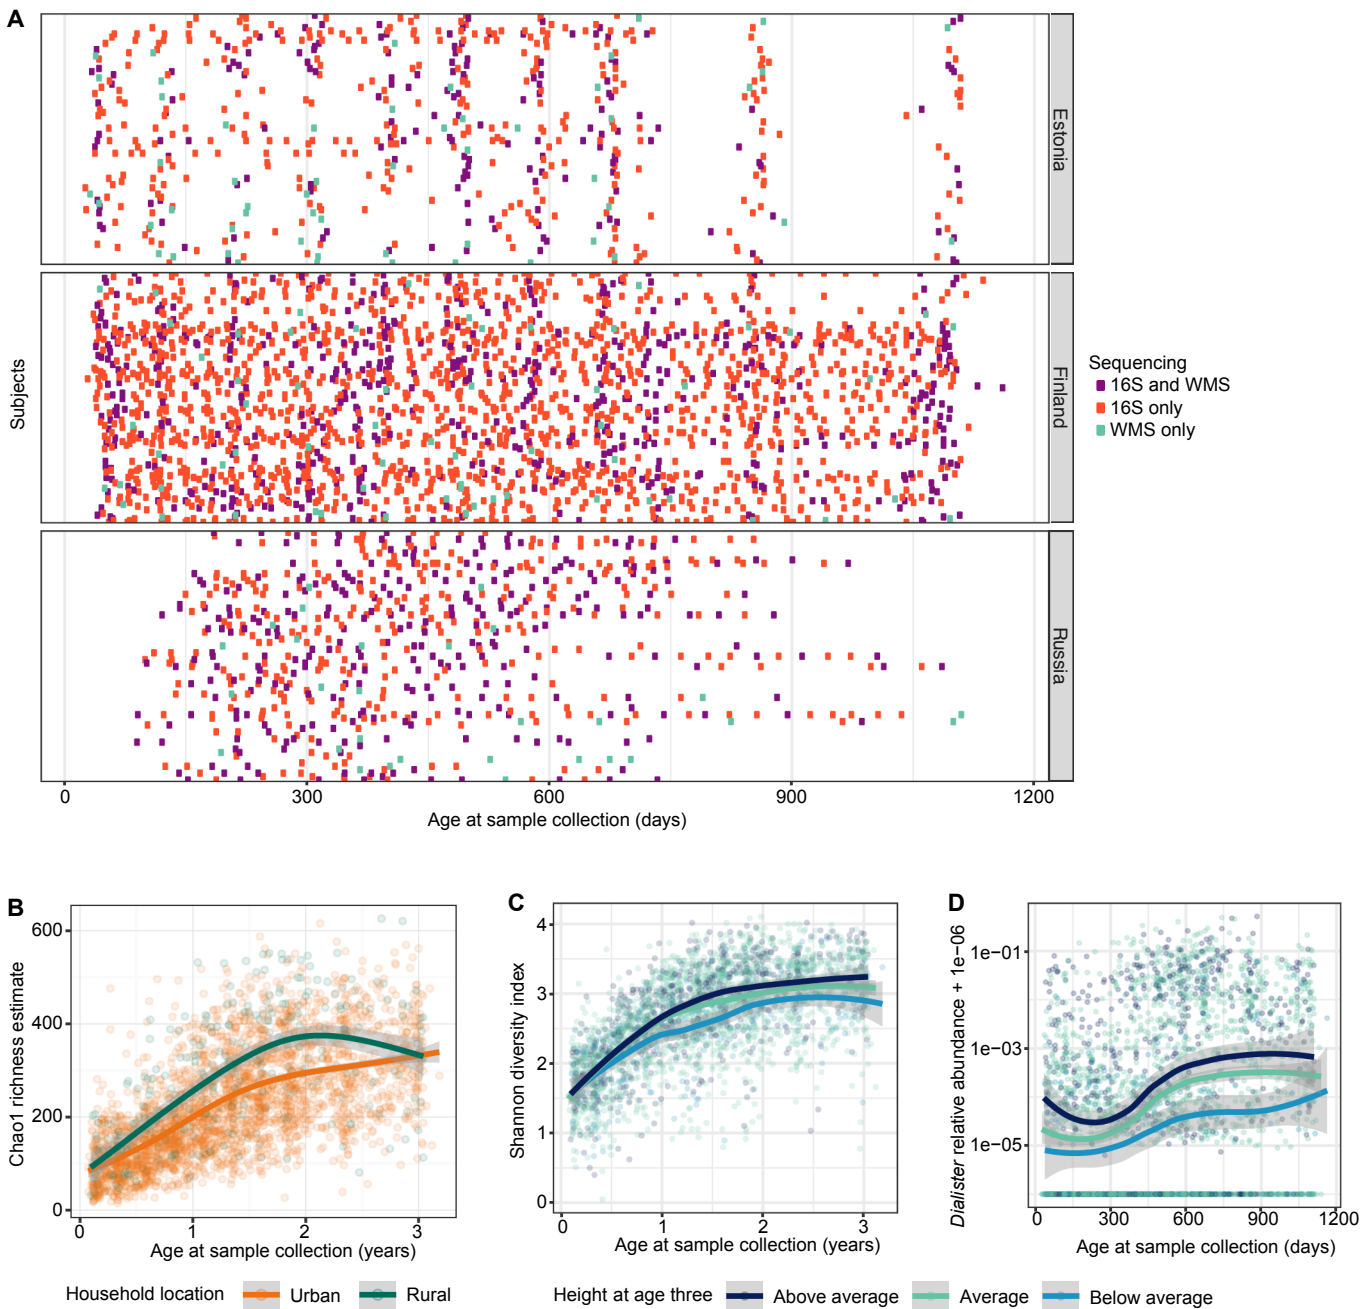 A
Estonia
Finland
Russia
Subjects
Sequencing
16S and WMS
16S only
WMS only
0 300 600 900 1200
Age at sample collection (days)
B
Chao1 richness estimate
600
400
200
0
0 1 2 3
Age at sample collection (years)
Household location Urban Rural
C
Shannon diversity index
4
3
2
1
0
0 1 2 3
Age at sample collection (years)
D
Dialister relative abundance + 1e−06
1e−01
1e−03
1e−05
0 300 600 900 1200
Age at sample collection (days)
Height at age three Above average Average Below average